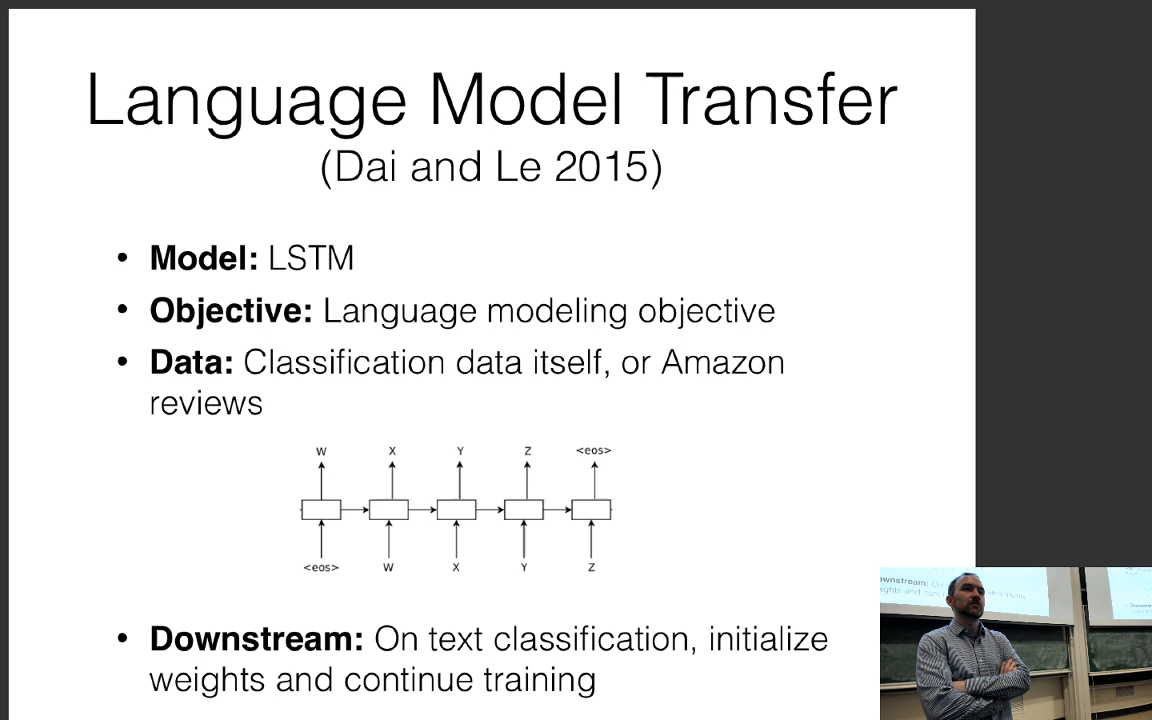 Language Model Transfer
(Dai and Le 2015)
• Model: LSTM
• Objective: Language modeling objective
• Data: Classification data itself, or Amazon
reviews
W X Y Z <eos>
<eos> W X Y Z
• Downstream: On text classification, initialize
weights and continue training